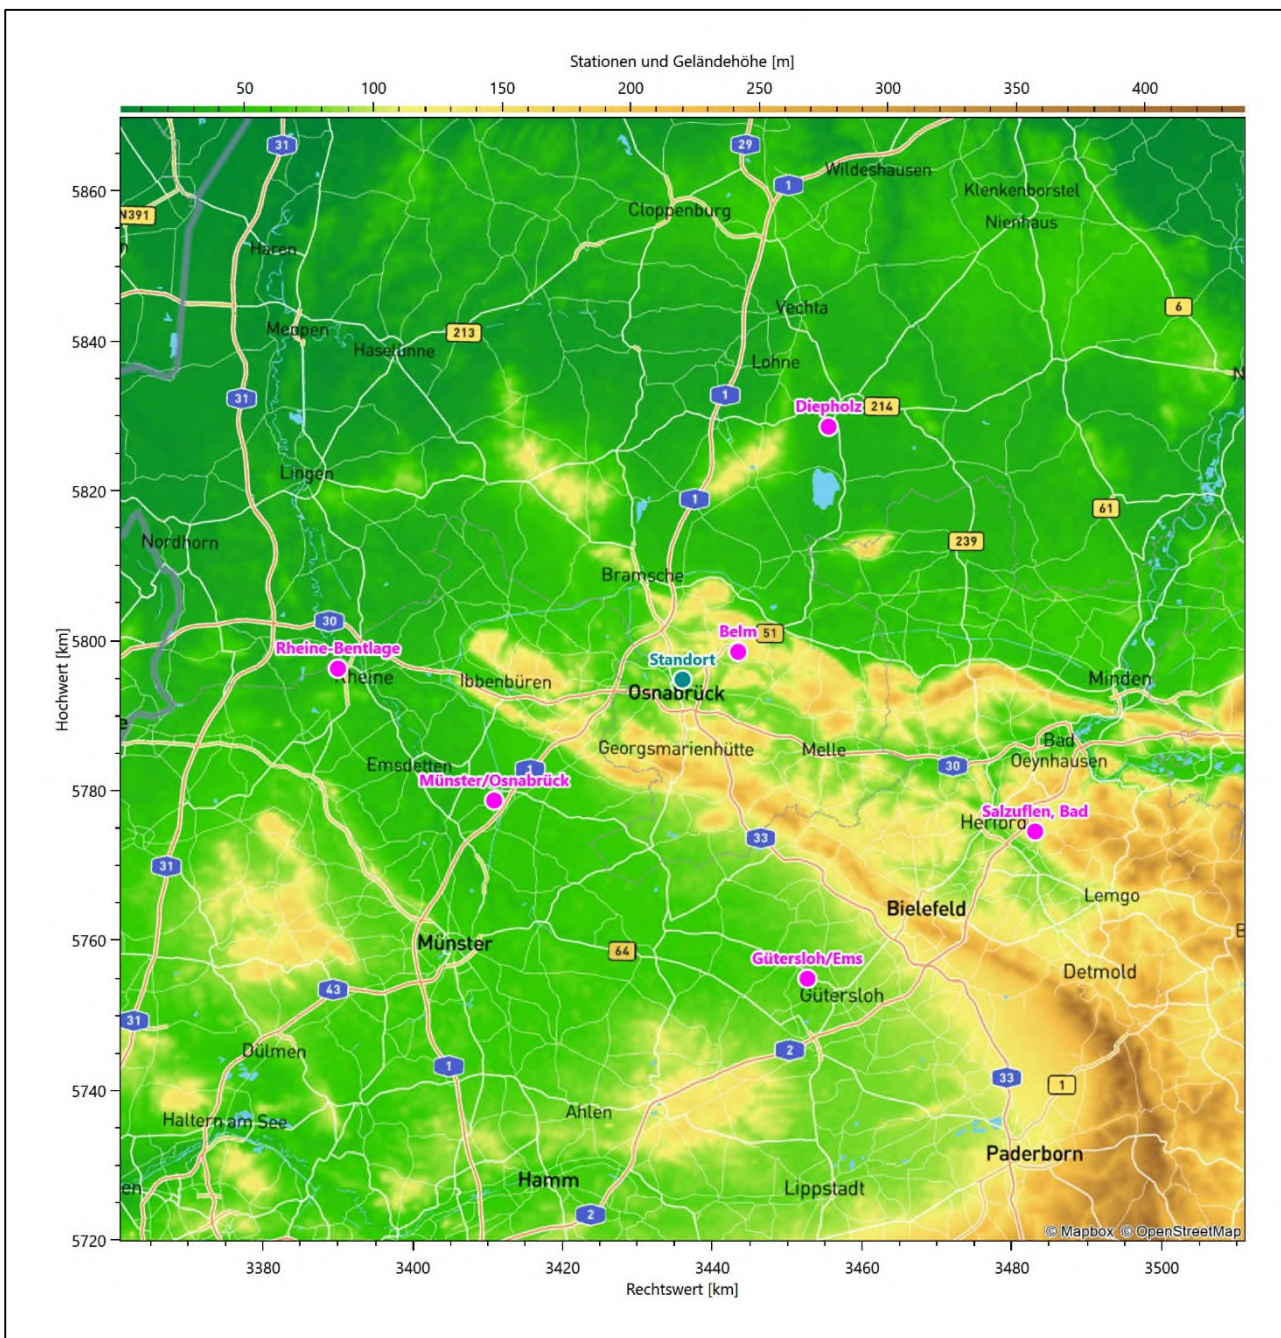 Stationen und Geländehöhe [m]
50 100 150 200 250 300 350 400
31 29
1 Wildeshausen
5860 Klenkenborstel
N391 Cloppenburg
Nienhaus
Haren
Vechta 6
Meppen 213
5840 Haselünne
Lohne
31 1
Diepholz 214
Lingen
5820 1
61
Nordhorn 239
Bramsche
30
5800 Belm 51
Rheine-Bentlage Standort
Rheine Ibbenbüren Minden
Osnabrück
Hochwert [km]
Georgsmarienhütte Melle Bad
Oeynhausen
Emsdetten 1 30
5780 Münster/Osnabrück
Salzuflen, Bad
Herford
33
31
Lemgo
Bielefeld
5760 Münster 64
Gütersloh/Ems
Detmold
43 Gütersloh
31
Dülmen 2
1 33
5740 1
Ahlen
Haltern am See
Paderborn
Hamm Lippstadt
en
2
5720 © Mapbox © OpenStreetMap
3380 3400 3420 3440 3460 3480 3500
Rechtswert [km]